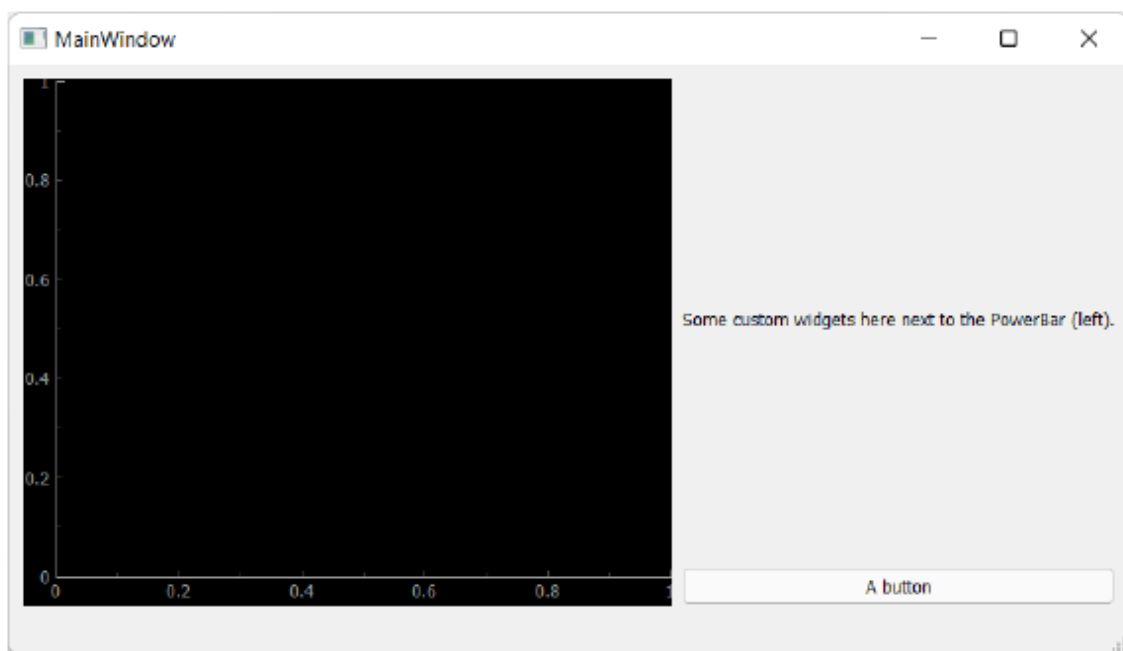 MainWindow
1
0.8
0.6
0.4
0.2
0
0 0.2 0.4 0.6 0.8 1
Some custom widgets here next to the PowerBar (left).
A button